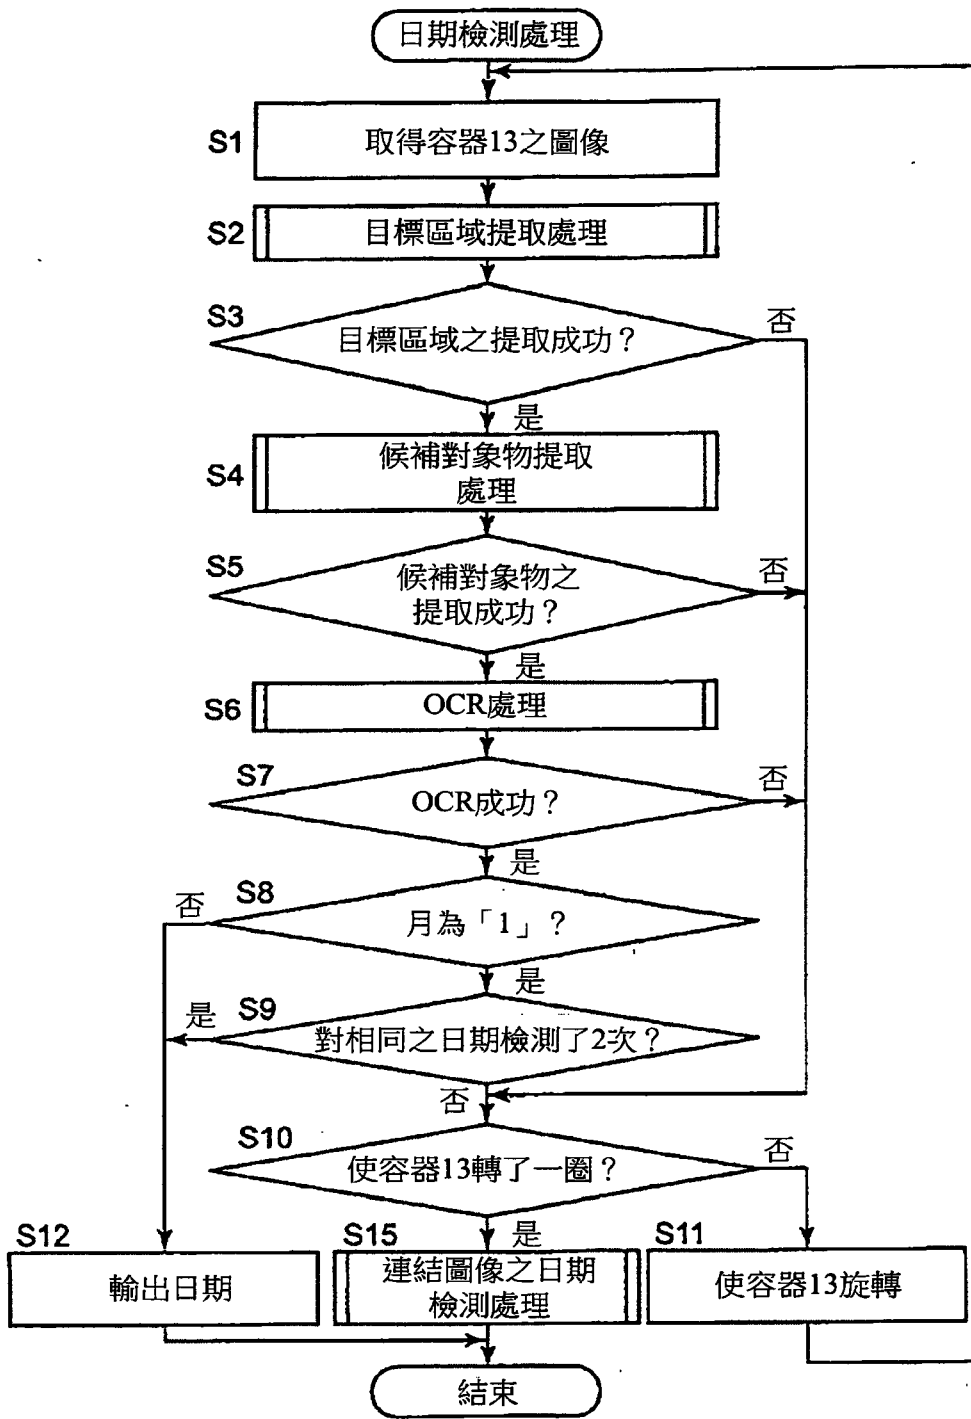 日期檢測處理
S1
取得容器13之圖像
S2
目標區域提取處理
S3
目標區域之提取成功？
否
是
S4
候補對象物提取
處理
S5
候補對象物之
提取成功？
否
是
S6
OCR處理
S7
OCR成功？
否
是
S8
月為「1」？
否
是
S9
對相同之日期檢測了2次？
是
否
S10
使容器13轉了一圈？
否
是
S12
輸出日期
S15
連結圖像之日期
檢測處理
S11
使容器13旋轉
結束